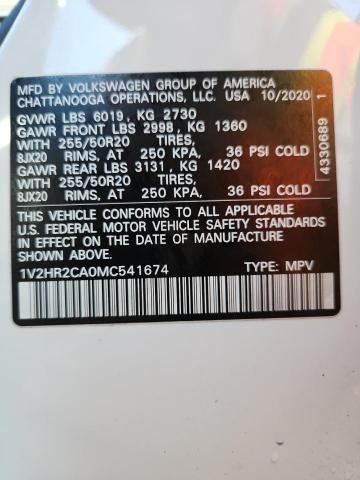 MFD BY VOLKSWAGEN GROUP OF AMERICA
CHATTANOOGA OPERATIONS, LLC. USA 10/2020
GVWR LBS 6019, KG 2730
GAWR FRONT LBS 2998, KG 1360
WITH 255/50R20 TIRES,
8JX20 RIMS, AT 250 KPA, 36 PSI COLD
GAWR REAR LBS 3131, KG 1420
WITH 255/50R20 TIRES,
8JX20 RIMS, AT 250 KPA, 36 PSI COLD
THIS VEHICLE CONFORMS TO ALL APPLICABLE
U.S. FEDERAL MOTOR VEHICLE SAFETY STANDARDS
IN EFFECT ON THE DATE OF MANUFACTURE
SHOWN ABOVE.
1V2HR2CA0MC541674 TYPE: MPV
4330689 1